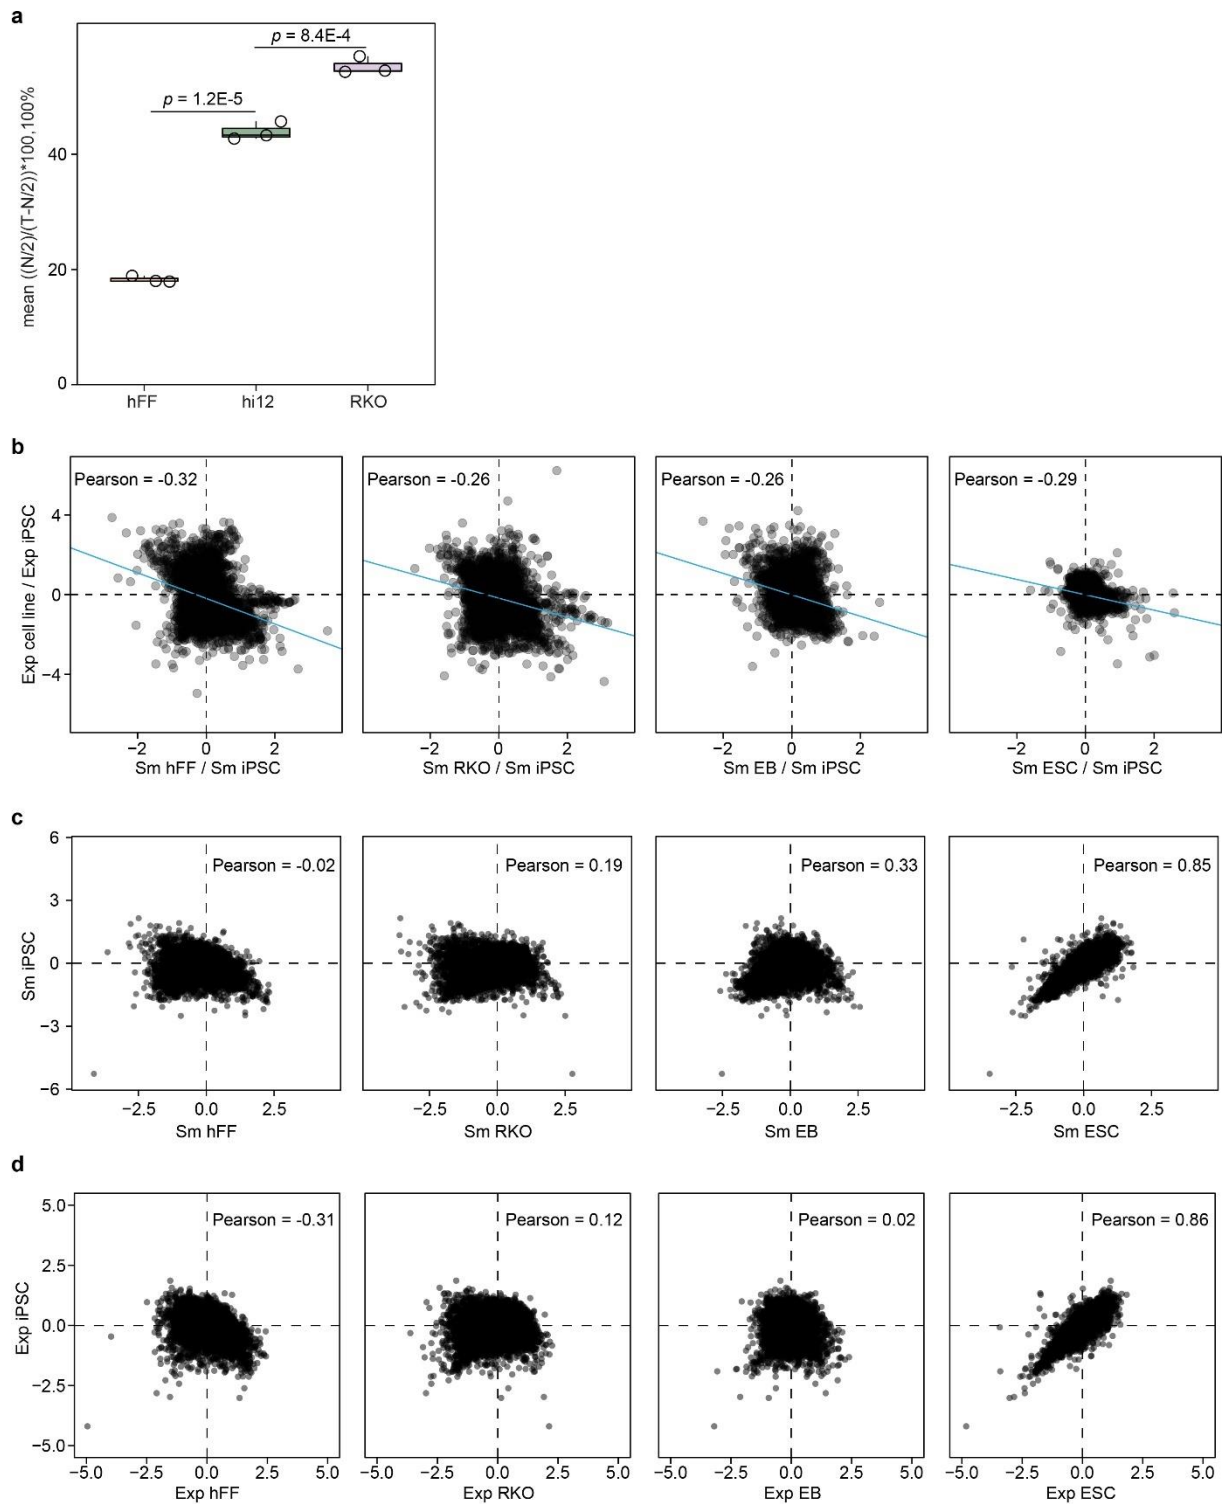 a
p = 8.4E-4
p = 1.2E-5
mean ((N/2)/(T-N/2))*100,100%
40
20
0
hFF hi12 RKO
b
Pearson = -0.32 Pearson = -0.26 Pearson = -0.26 Pearson = -0.29
Exp cell line / Exp iPSC
4
0
−4
−2 0 2 −2 0 2 −2 0 2 −2 0 2
Sm hFF / Sm iPSC Sm RKO / Sm iPSC Sm EB / Sm iPSC Sm ESC / Sm iPSC
c
Pearson = -0.02 Pearson = 0.19 Pearson = 0.33 Pearson = 0.85
Sm iPSC
6
3
0
−3
−6
−2.5 0.0 2.5 −2.5 0.0 2.5 −2.5 0.0 2.5 −2.5 0.0 2.5
Sm hFF Sm RKO Sm EB Sm ESC
d
Pearson = -0.31 Pearson = 0.12 Pearson = 0.02 Pearson = 0.86
Exp iPSC
5.0
2.5
0.0
−2.5
−5.0
−5.0 −2.5 0.0 2.5 5.0 −5.0 −2.5 0.0 2.5 5.0 −5.0 −2.5 0.0 2.5 5.0 −5.0 −2.5 0.0 2.5 5.0
Exp hFF Exp RKO Exp EB Exp ESC